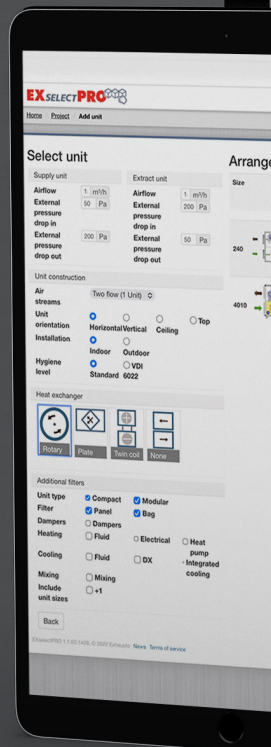 EXSELECTPRO
Home Project Add unit
Select unit
Arrange
Supply unit
Extract unit
Size
Airflow 1 m³/h
Airflow 1 m³/h
External pressure drop in 50 Pa
External pressure drop in 200 Pa
External pressure drop out 200 Pa
External pressure drop out 50 Pa
240
4010
Unit construction
Air streams Two flow (1 Unit)
Unit orientation Horizontal Vertical Ceiling Top
Installation Indoor Outdoor
Hygiene level Standard VDI 6022
Heat exchanger
Rotary Plate Twin coil None
Additional filters
Unit type Compact Modular
Filter Panel Bag
Dampers Dampers
Heating Fluid Electrical Heat pump
Cooling Fluid DX Integrated cooling
Mixing Mixing
Include unit sizes +1
Back
News Terms of service